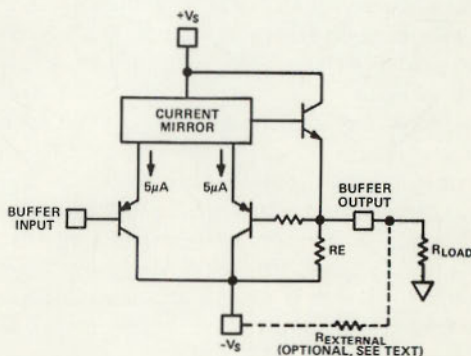 +VS
CURRENT
MIRROR
5μA
5μA
BUFFER
OUTPUT
BUFFER
INPUT
RE
RLOAD
-VS
REXTERNAL
(OPTIONAL, SEE TEXT)